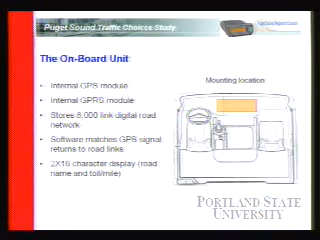 Puget Sound Traffic Choices Study
The On-Board Unit
Mounting location
• Internal GPS module
• Internal GPRS module
• Stores 8,000 link digital road
network
• Software matches GPS signal
returns to road links
• 2X16 character display (road
name and toll/mile)
PORTLAND STATE
UNIVERSITY